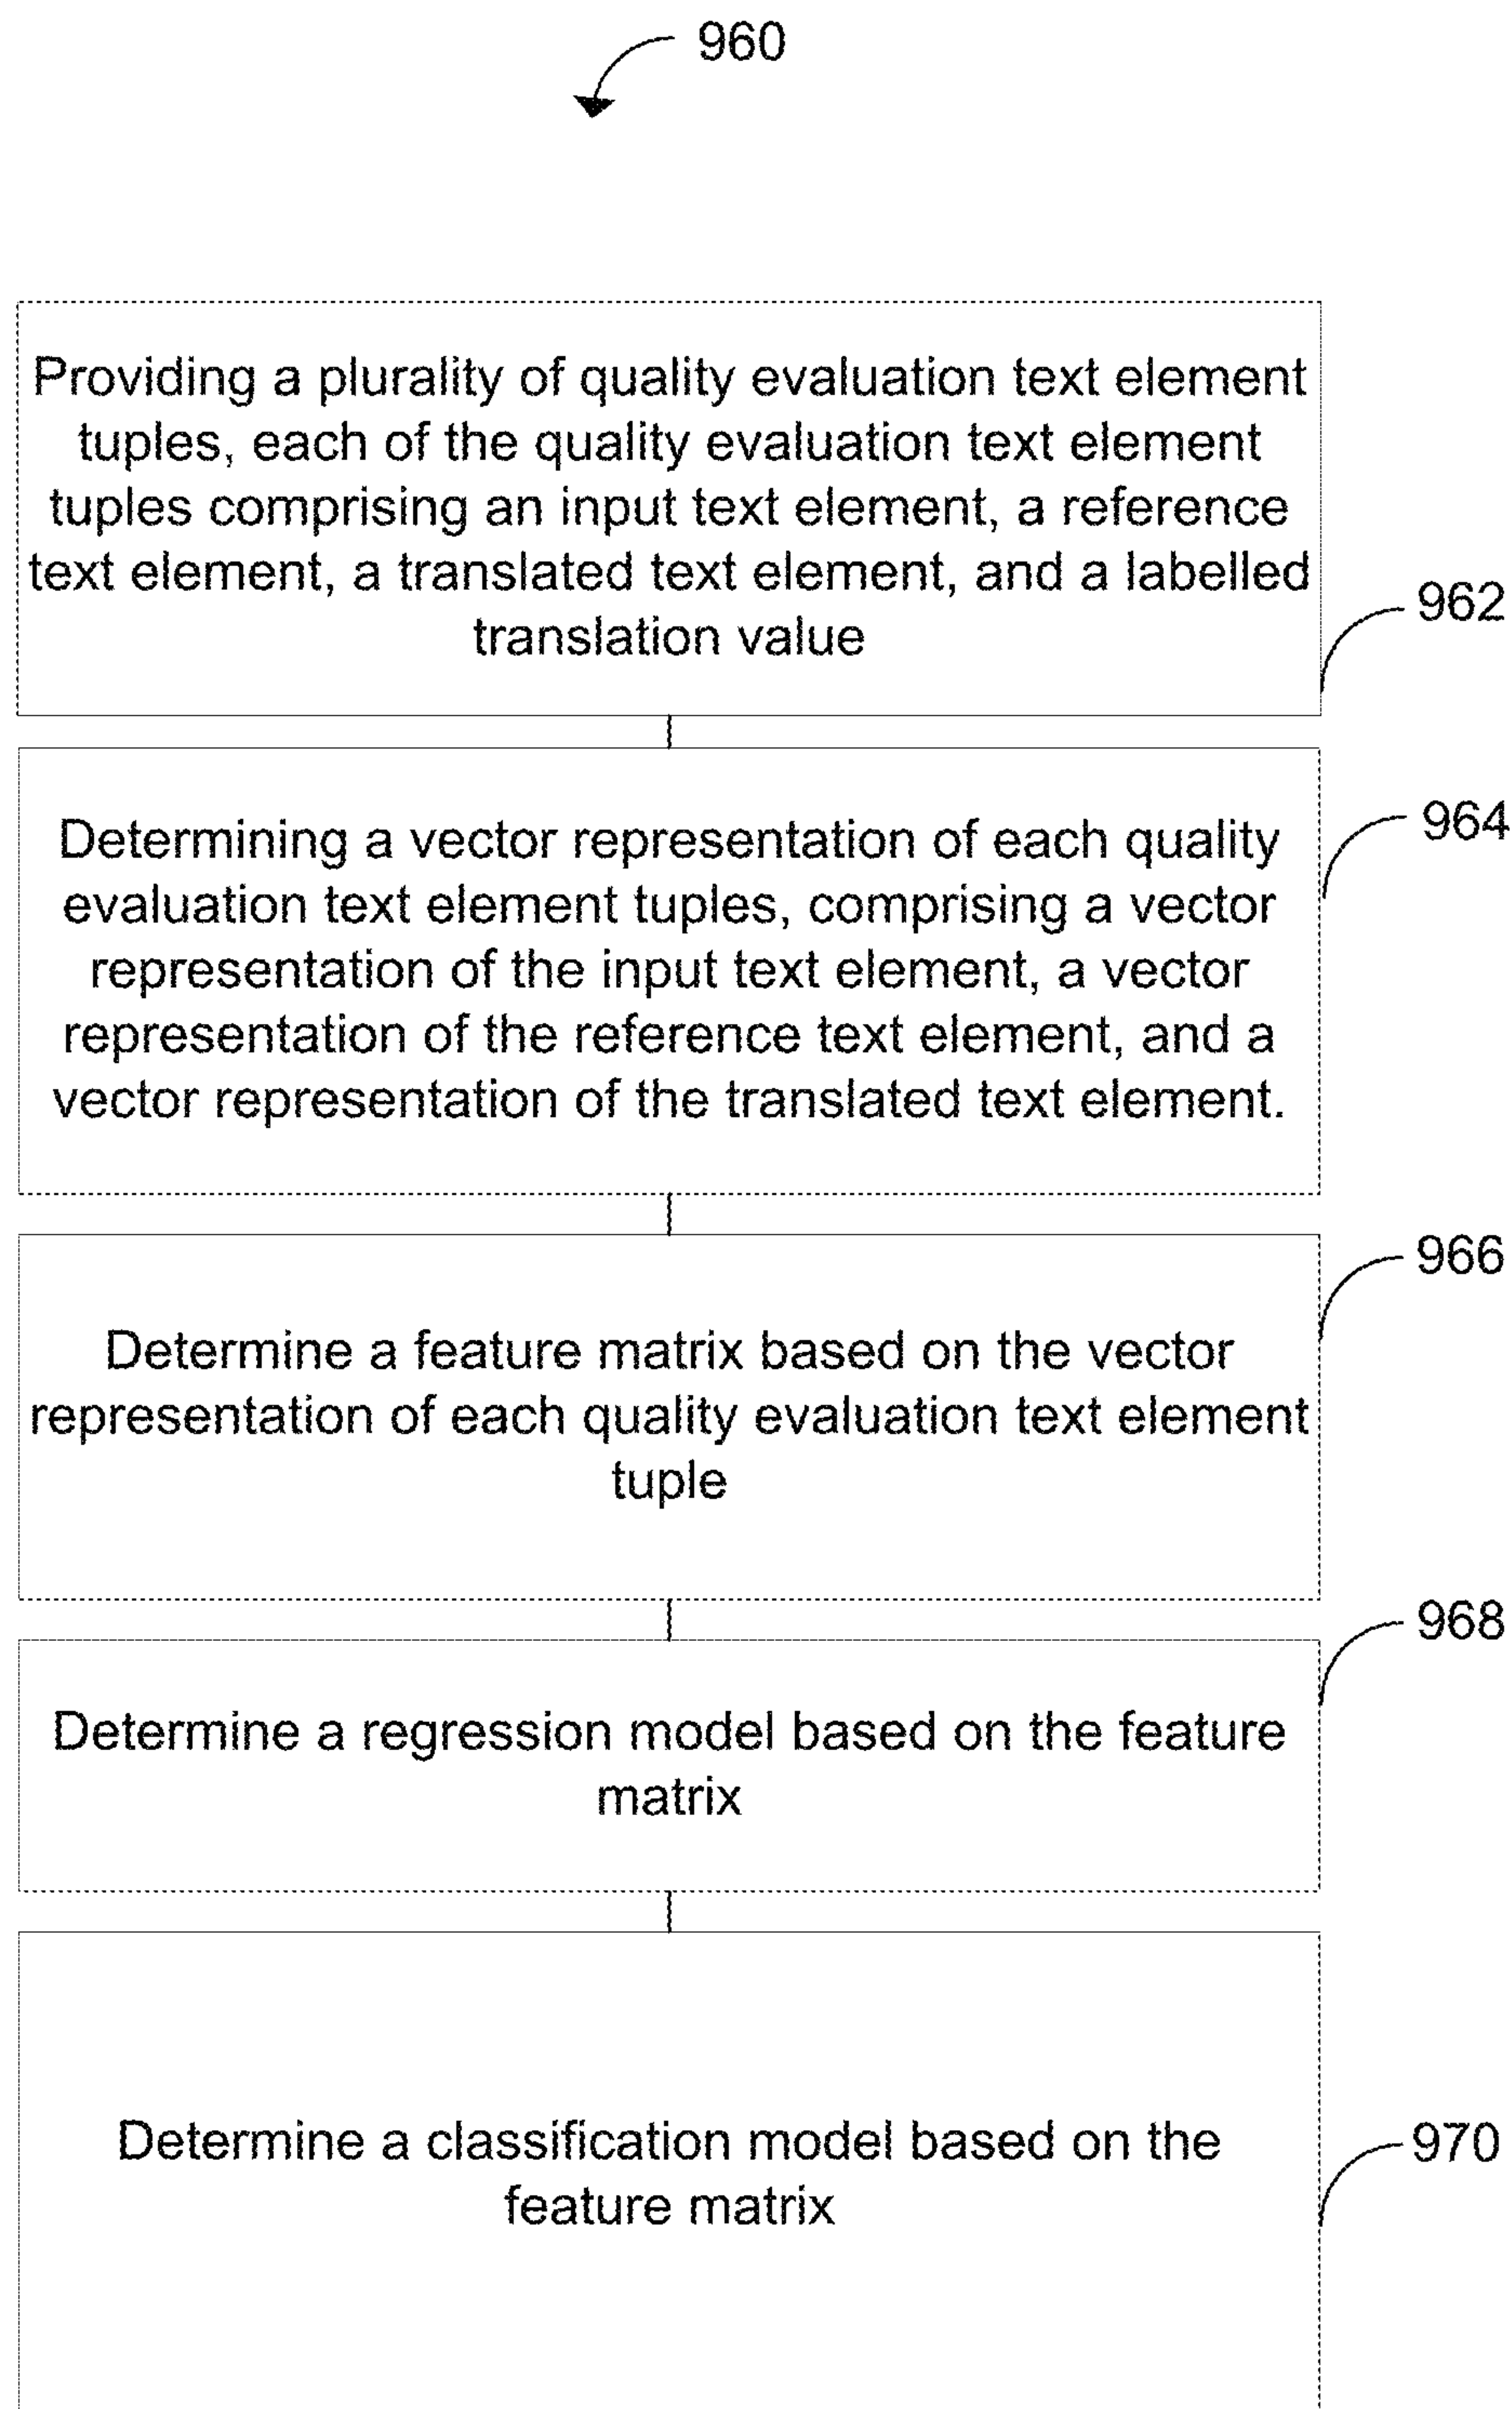 960
Providing a plurality of quality evaluation text element
tuples, each of the quality evaluation text element
tuples comprising an input text element, a reference
text element, a translated text element, and a labelled
translation value
962
Determining a vector representation of each quality
evaluation text element tuples, comprising a vector
representation of the input text element, a vector
representation of the reference text element, and a
vector representation of the translated text element.
964
Determine a feature matrix based on the vector
representation of each quality evaluation text element
tuple
966
Determine a regression model based on the feature
matrix
968
Determine a classification model based on the
feature matrix
970